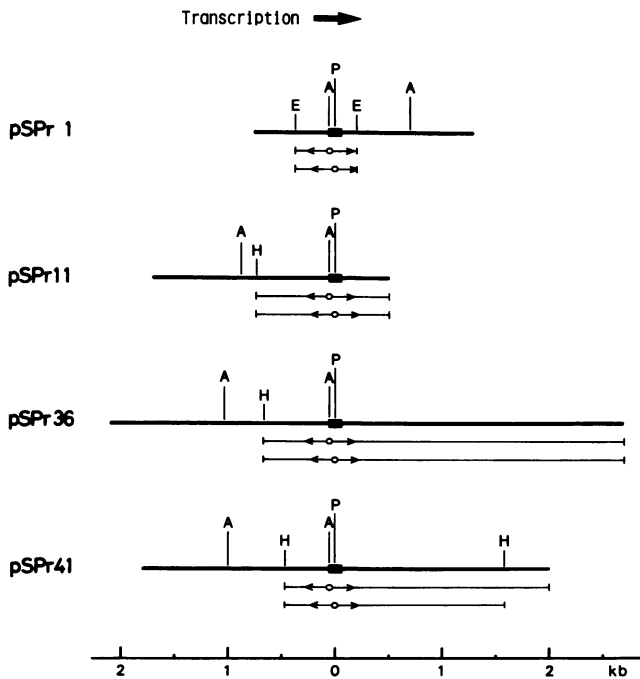 Transcription
P
A A
E E
pSPr 1
P
A A
H
pSPr11
P
A A
H
pSPr36
P
A A
H H
pSPr41
2 1 0 1 2 kb